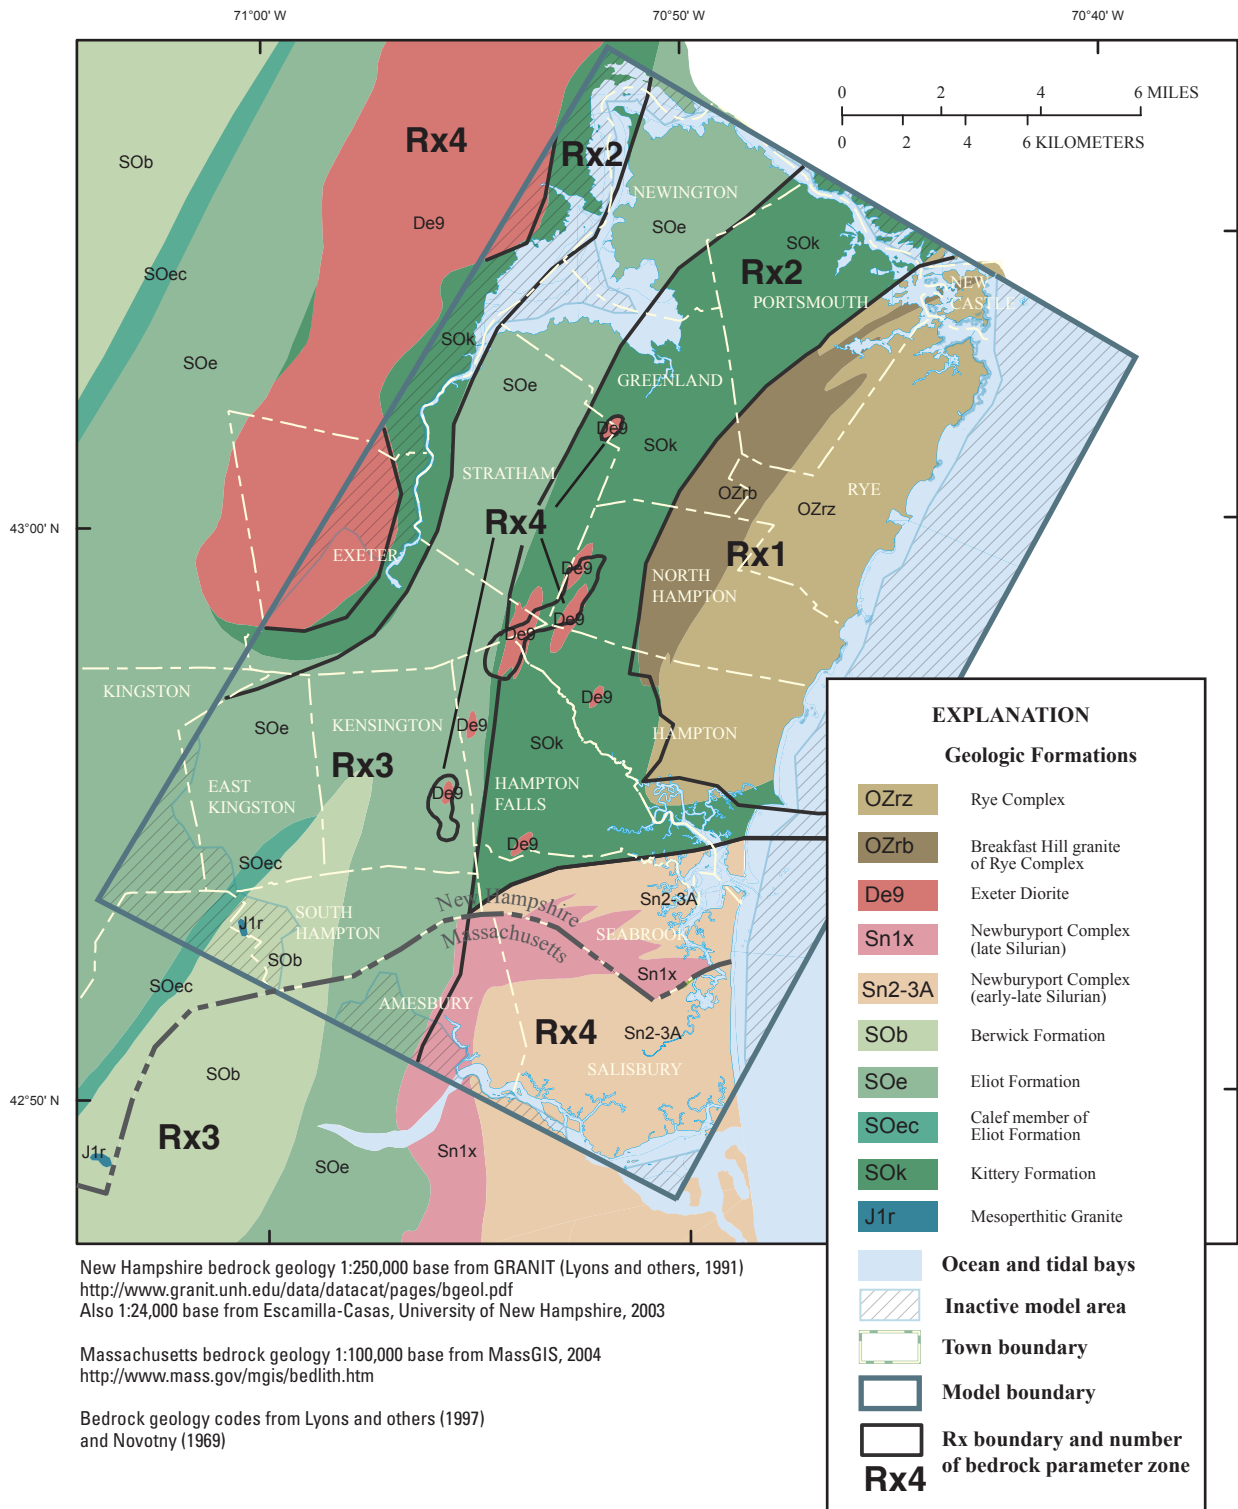 71°00' W
70°50' W
70°40' W
0 2 4 6 MILES
0 2 4 6 KILOMETERS
Rx4
Rx2
SOb
NEWINGTON
De9
SOe
SOk
Rx2
SOec
PORTSMOUTH
NEW
CASTLE
SOk
SOe
SOe
GREENLAND
De9
SOk
STRATHAM
OZrb
RYE
OZrz
Rx4
43°00' N
EXETER
Rx1
De9
NORTH
HAMPTON
De9
De9
KINGSTON
De9
SOe
KENSINGTON
De9
HAMPTON
SOk
Rx3
EAST
KINGSTON
HAMPTON
FALLS
De9
De9
SOec
New Hampshire
Massachusetts
Sn2-3A
SOUTH
HAMPTON
J1r
SEABROOK
SOb
Sn1x
SOec
AMESBURY
Rx4
Sn2-3A
SALISBURY
SOb
42°50' N
Rx3
J1r
Sn1x
SOe
EXPLANATION
Geologic Formations
OZrz Rye Complex
OZrb Breakfast Hill granite
of Rye Complex
De9 Exeter Diorite
Sn1x Newburyport Complex
(late Silurian)
Sn2-3A Newburyport Complex
(early-late Silurian)
SOb Berwick Formation
SOe Eliot Formation
SOec Calef member of
Eliot Formation
SOk Kittery Formation
J1r Mesoperthitic Granite
Ocean and tidal bays
Inactive model area
Town boundary
Model boundary
Rx boundary and number
of bedrock parameter zone
Rx4
New Hampshire bedrock geology 1:250,000 base from GRANIT (Lyons and others, 1991)
http://www.granit.unh.edu/data/datacat/pages/bgeol.pdf
Also 1:24,000 base from Escamilla-Casas, University of New Hampshire, 2003
Massachusetts bedrock geology 1:100,000 base from MassGIS, 2004
http://www.mass.gov/mgis/bedlith.htm
Bedrock geology codes from Lyons and others (1997)
and Novotny (1969)